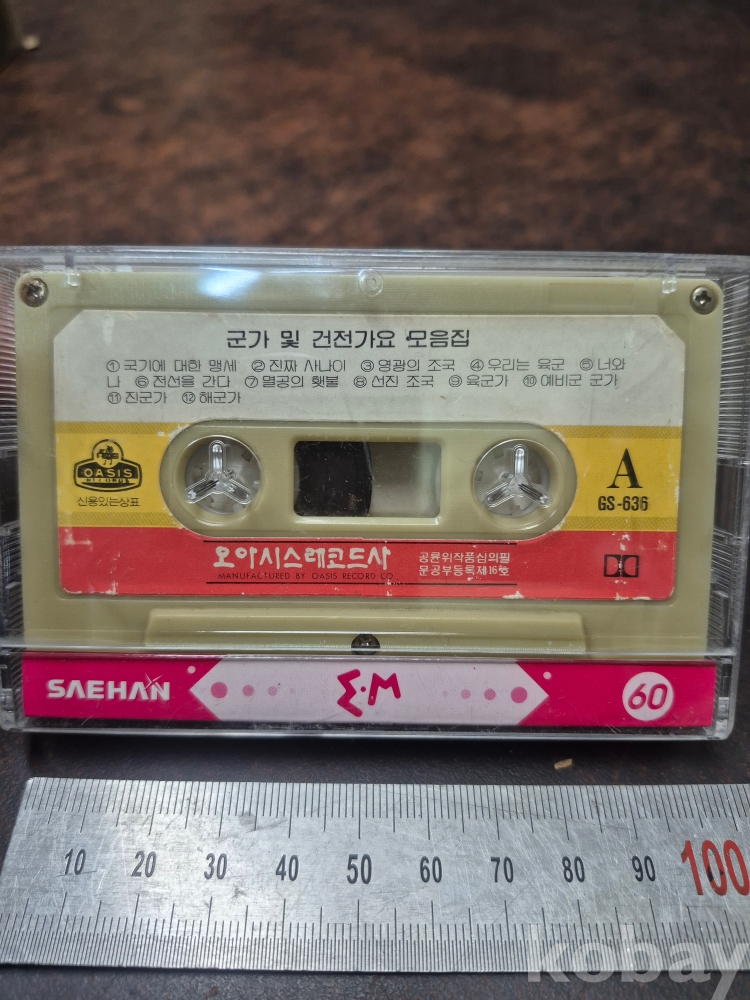 군가 및 건전가요 모음집
① 국기에 대한 맹세 ② 진짜 사나이 ③ 영광의 조국 ④ 우리는 육군 ⑤ 너와
나 ⑥ 전선을 간다 ⑦ 멸공의 횃불 ⑧ 선진 조국 ⑨ 육군가 ⑩ 예비군 군가
⑪ 진군가 ⑫ 해군가
OASIS
RECORDS
신용있는상표
A
GS-636
오아시스레코드사
MANUFACTURED BY OASIS RECORD CO.
공륜위작품심의필
문공부등록제16호
SAEHAN
Σ·M
60
10 20 30 40 50 60 70 80 90 100
kobay